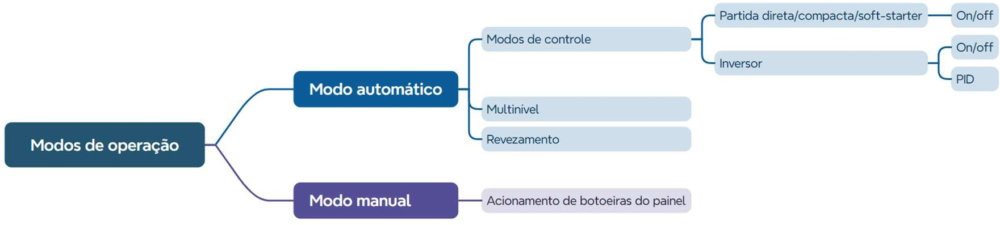 Modos de operação
Modo automático
Modos de controle
Partida direta/compacta/soft-starter
On/off
Inversor
On/off
PID
Multinível
Revezamento
Modo manual
Acionamento de botoeiras do painel